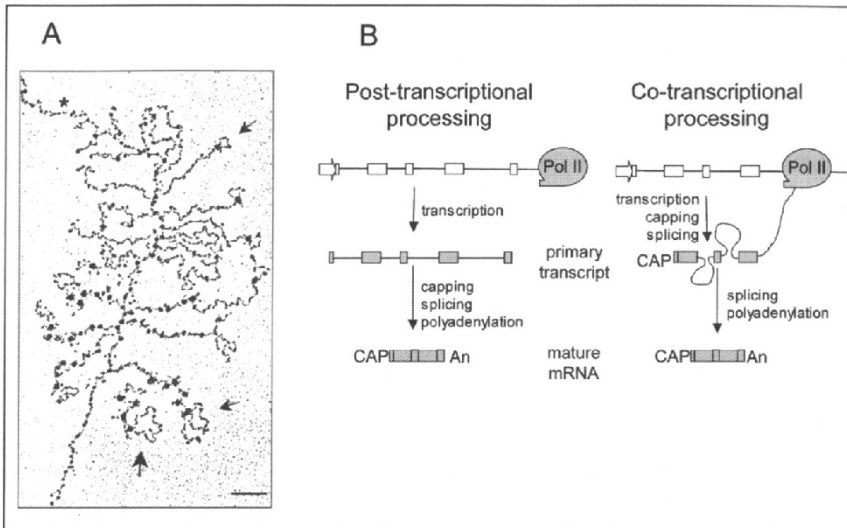 A
B
*
Post-transcriptional
processing
Pol II
transcription
capping
splicing
polyadenylation
CAP An
Co-transcriptional
processing
Pol II
transcription
capping
splicing
CAP
splicing
polyadenylation
CAP An
primary
transcript
mature
mRNA